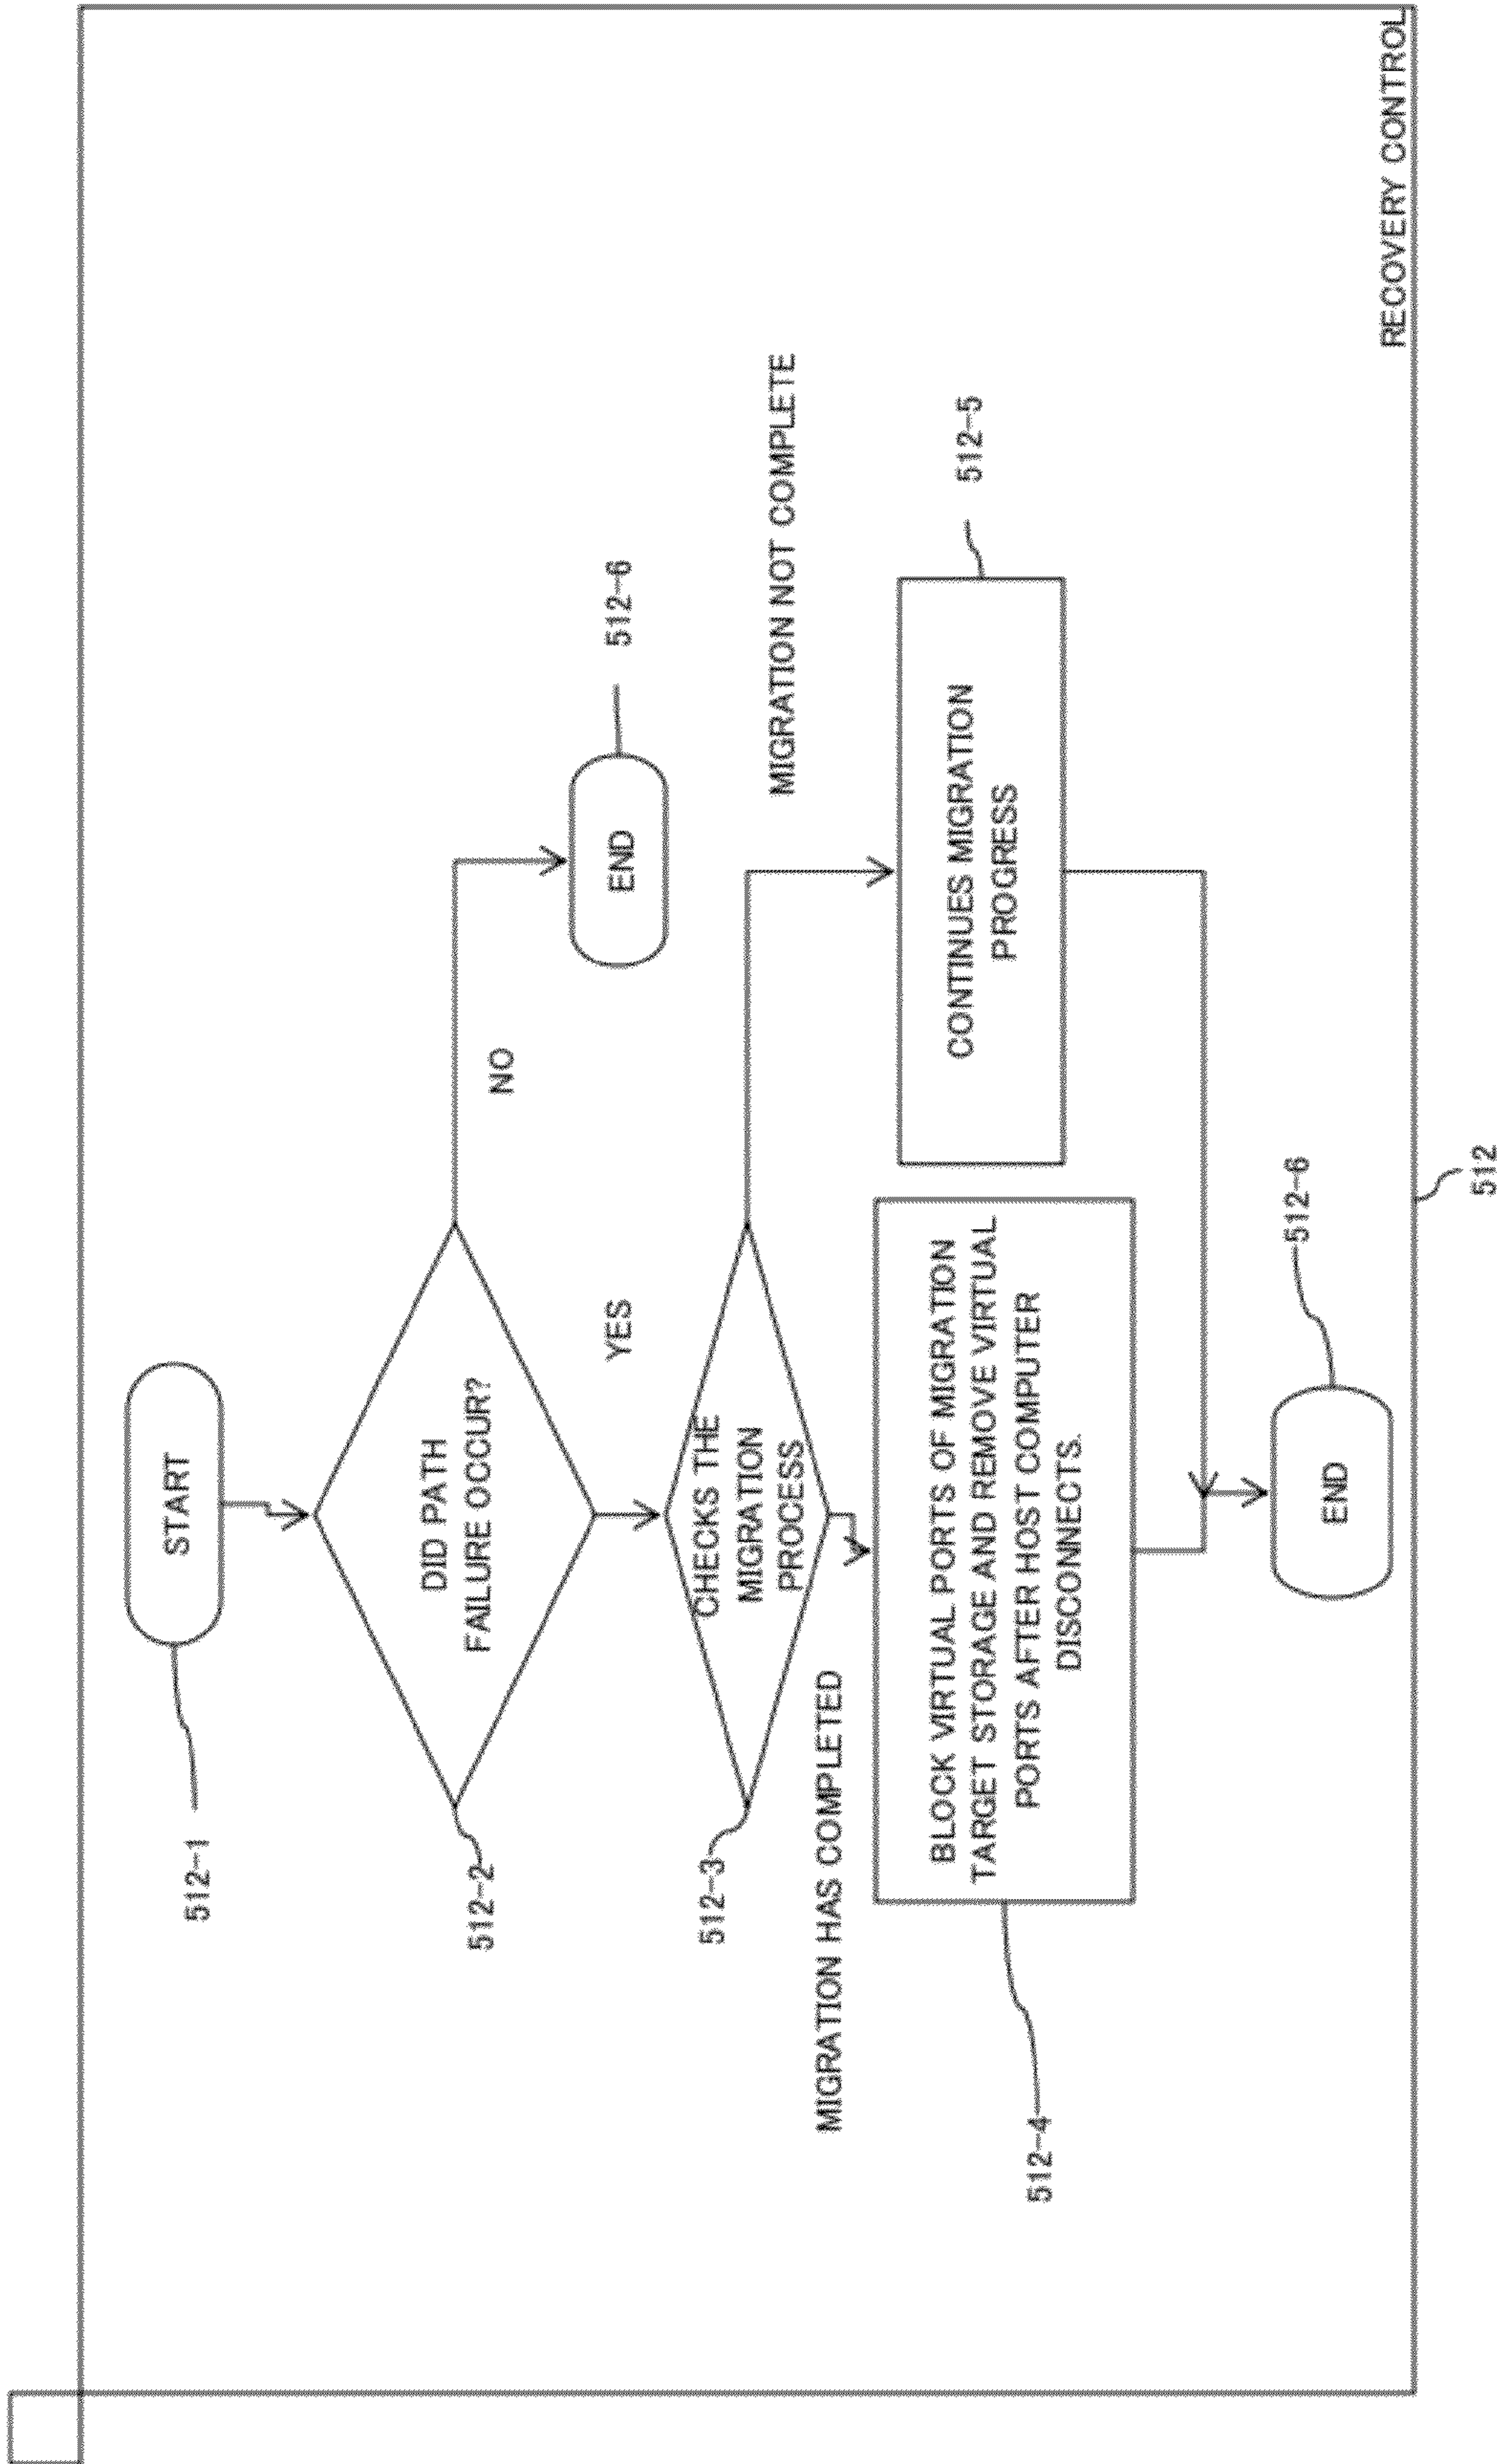 START
512-1
DID PATH
FAILURE OCCUR?
512-2
NO
END
512-6
YES
CHECKS THE
MIGRATION
PROCESS
512-3
MIGRATION NOT COMPLETE
MIGRATION HAS COMPLETED
BLOCK VIRTUAL PORTS OF MIGRATION
TARGET STORAGE AND REMOVE VIRTUAL
PORTS AFTER HOST COMPUTER
DISCONNECTS.
512-4
CONTINUES MIGRATION
PROGRESS
512-5
END
512-6
RECOVERY CONTROL
512